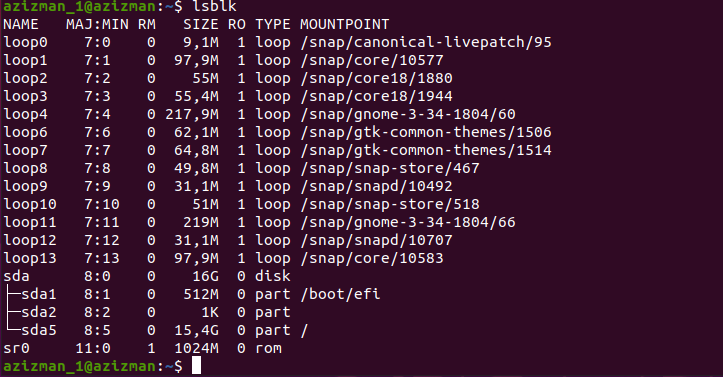 azizman_1@azizman:~$ lsblk
NAME   MAJ:MIN RM   SIZE RO TYPE MOUNTPOINT
loop0    7:0    0   9,1M  1 loop /snap/canonical-livepatch/95
loop1    7:1    0  97,9M  1 loop /snap/core/10577
loop2    7:2    0    55M  1 loop /snap/core18/1880
loop3    7:3    0  55,4M  1 loop /snap/core18/1944
loop4    7:4    0 217,9M  1 loop /snap/gnome-3-34-1804/60
loop6    7:6    0  62,1M  1 loop /snap/gtk-common-themes/1506
loop7    7:7    0  64,8M  1 loop /snap/gtk-common-themes/1514
loop8    7:8    0  49,8M  1 loop /snap/snap-store/467
loop9    7:9    0  31,1M  1 loop /snap/snapd/10492
loop10   7:10   0    51M  1 loop /snap/snap-store/518
loop11   7:11   0   219M  1 loop /snap/gnome-3-34-1804/66
loop12   7:12   0  31,1M  1 loop /snap/snapd/10707
loop13   7:13   0  97,9M  1 loop /snap/core/10583
sda      8:0    0    16G  0 disk
├─sda1   8:1    0   512M  0 part /boot/efi
├─sda2   8:2    0     1K  0 part
└─sda5   8:5    0  15,4G  0 part /
sr0     11:0    1  1024M  0 rom
azizman_1@azizman:~$